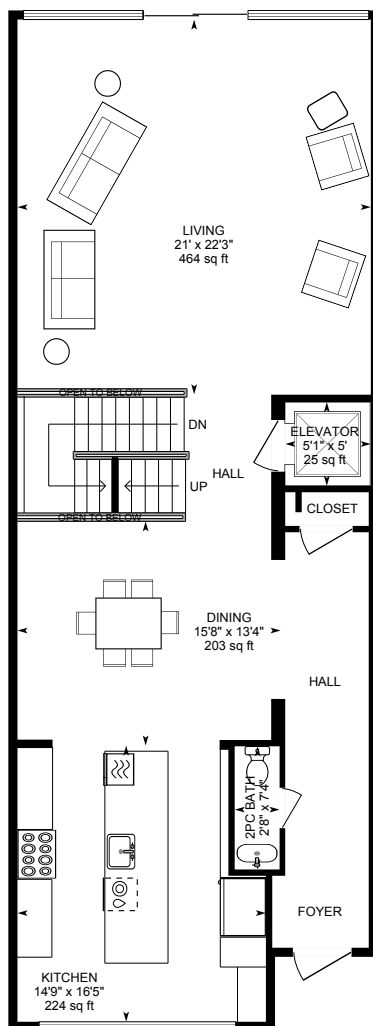 LIVING
21' x 22'3"
464 sq ft
OPEN TO BELOW
DN
ELEVATOR
5'1" x 5'
25 sq ft
HALL
UP
CLOSET
OPEN TO BELOW
DINING
15'8" x 13'4"
203 sq ft
HALL
2PC BATH
2'8" x 7'4"
FOYER
KITCHEN
14'9" x 16'5"
224 sq ft